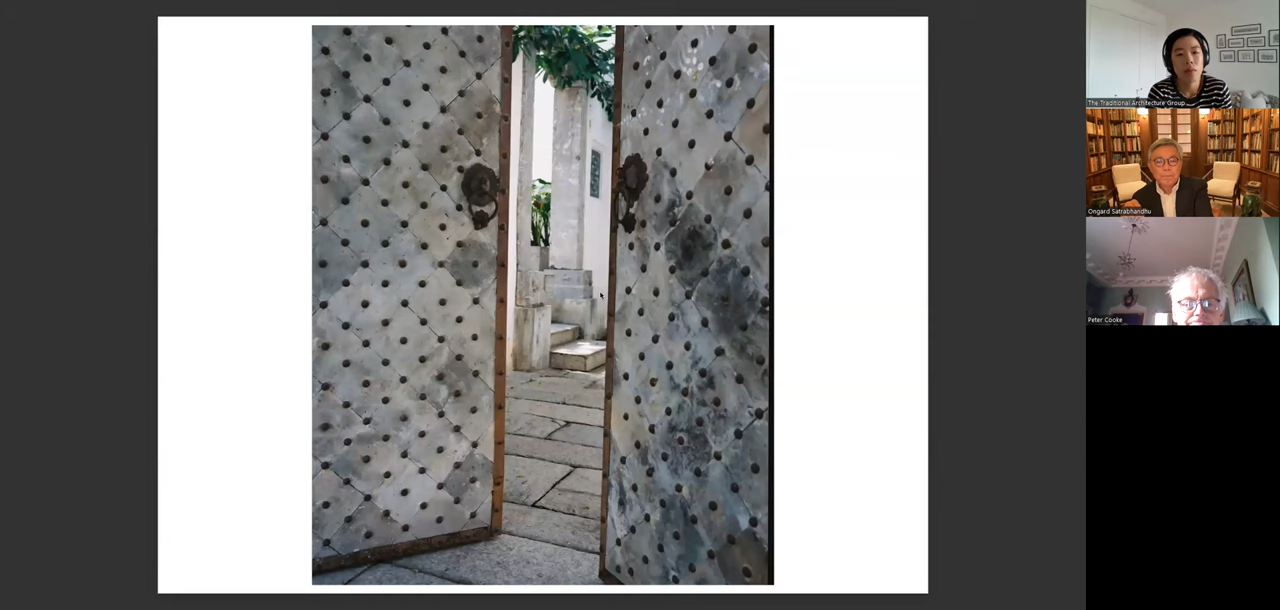 The Traditional Architecture Group
Ongard Satrabhandhu
Peter Cooke